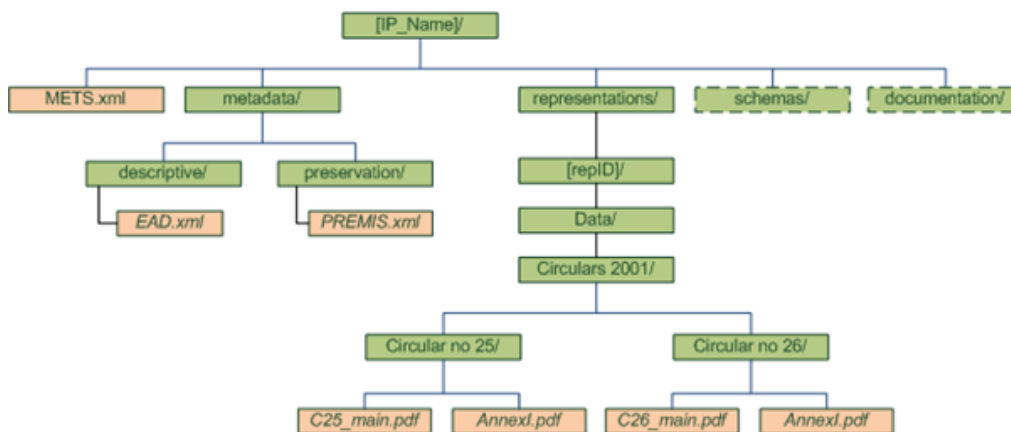 [IP_Name]/
METS.xml
metadata/
representations/
schemas/
documentation/
descriptive/
preservation/
[repID]/
EAD.xml
PREMIS.xml
Data/
Circulars 2001/
Circular no 25/
Circular no 26/
C25_main.pdf
AnnexI.pdf
C26_main.pdf
AnnexI.pdf